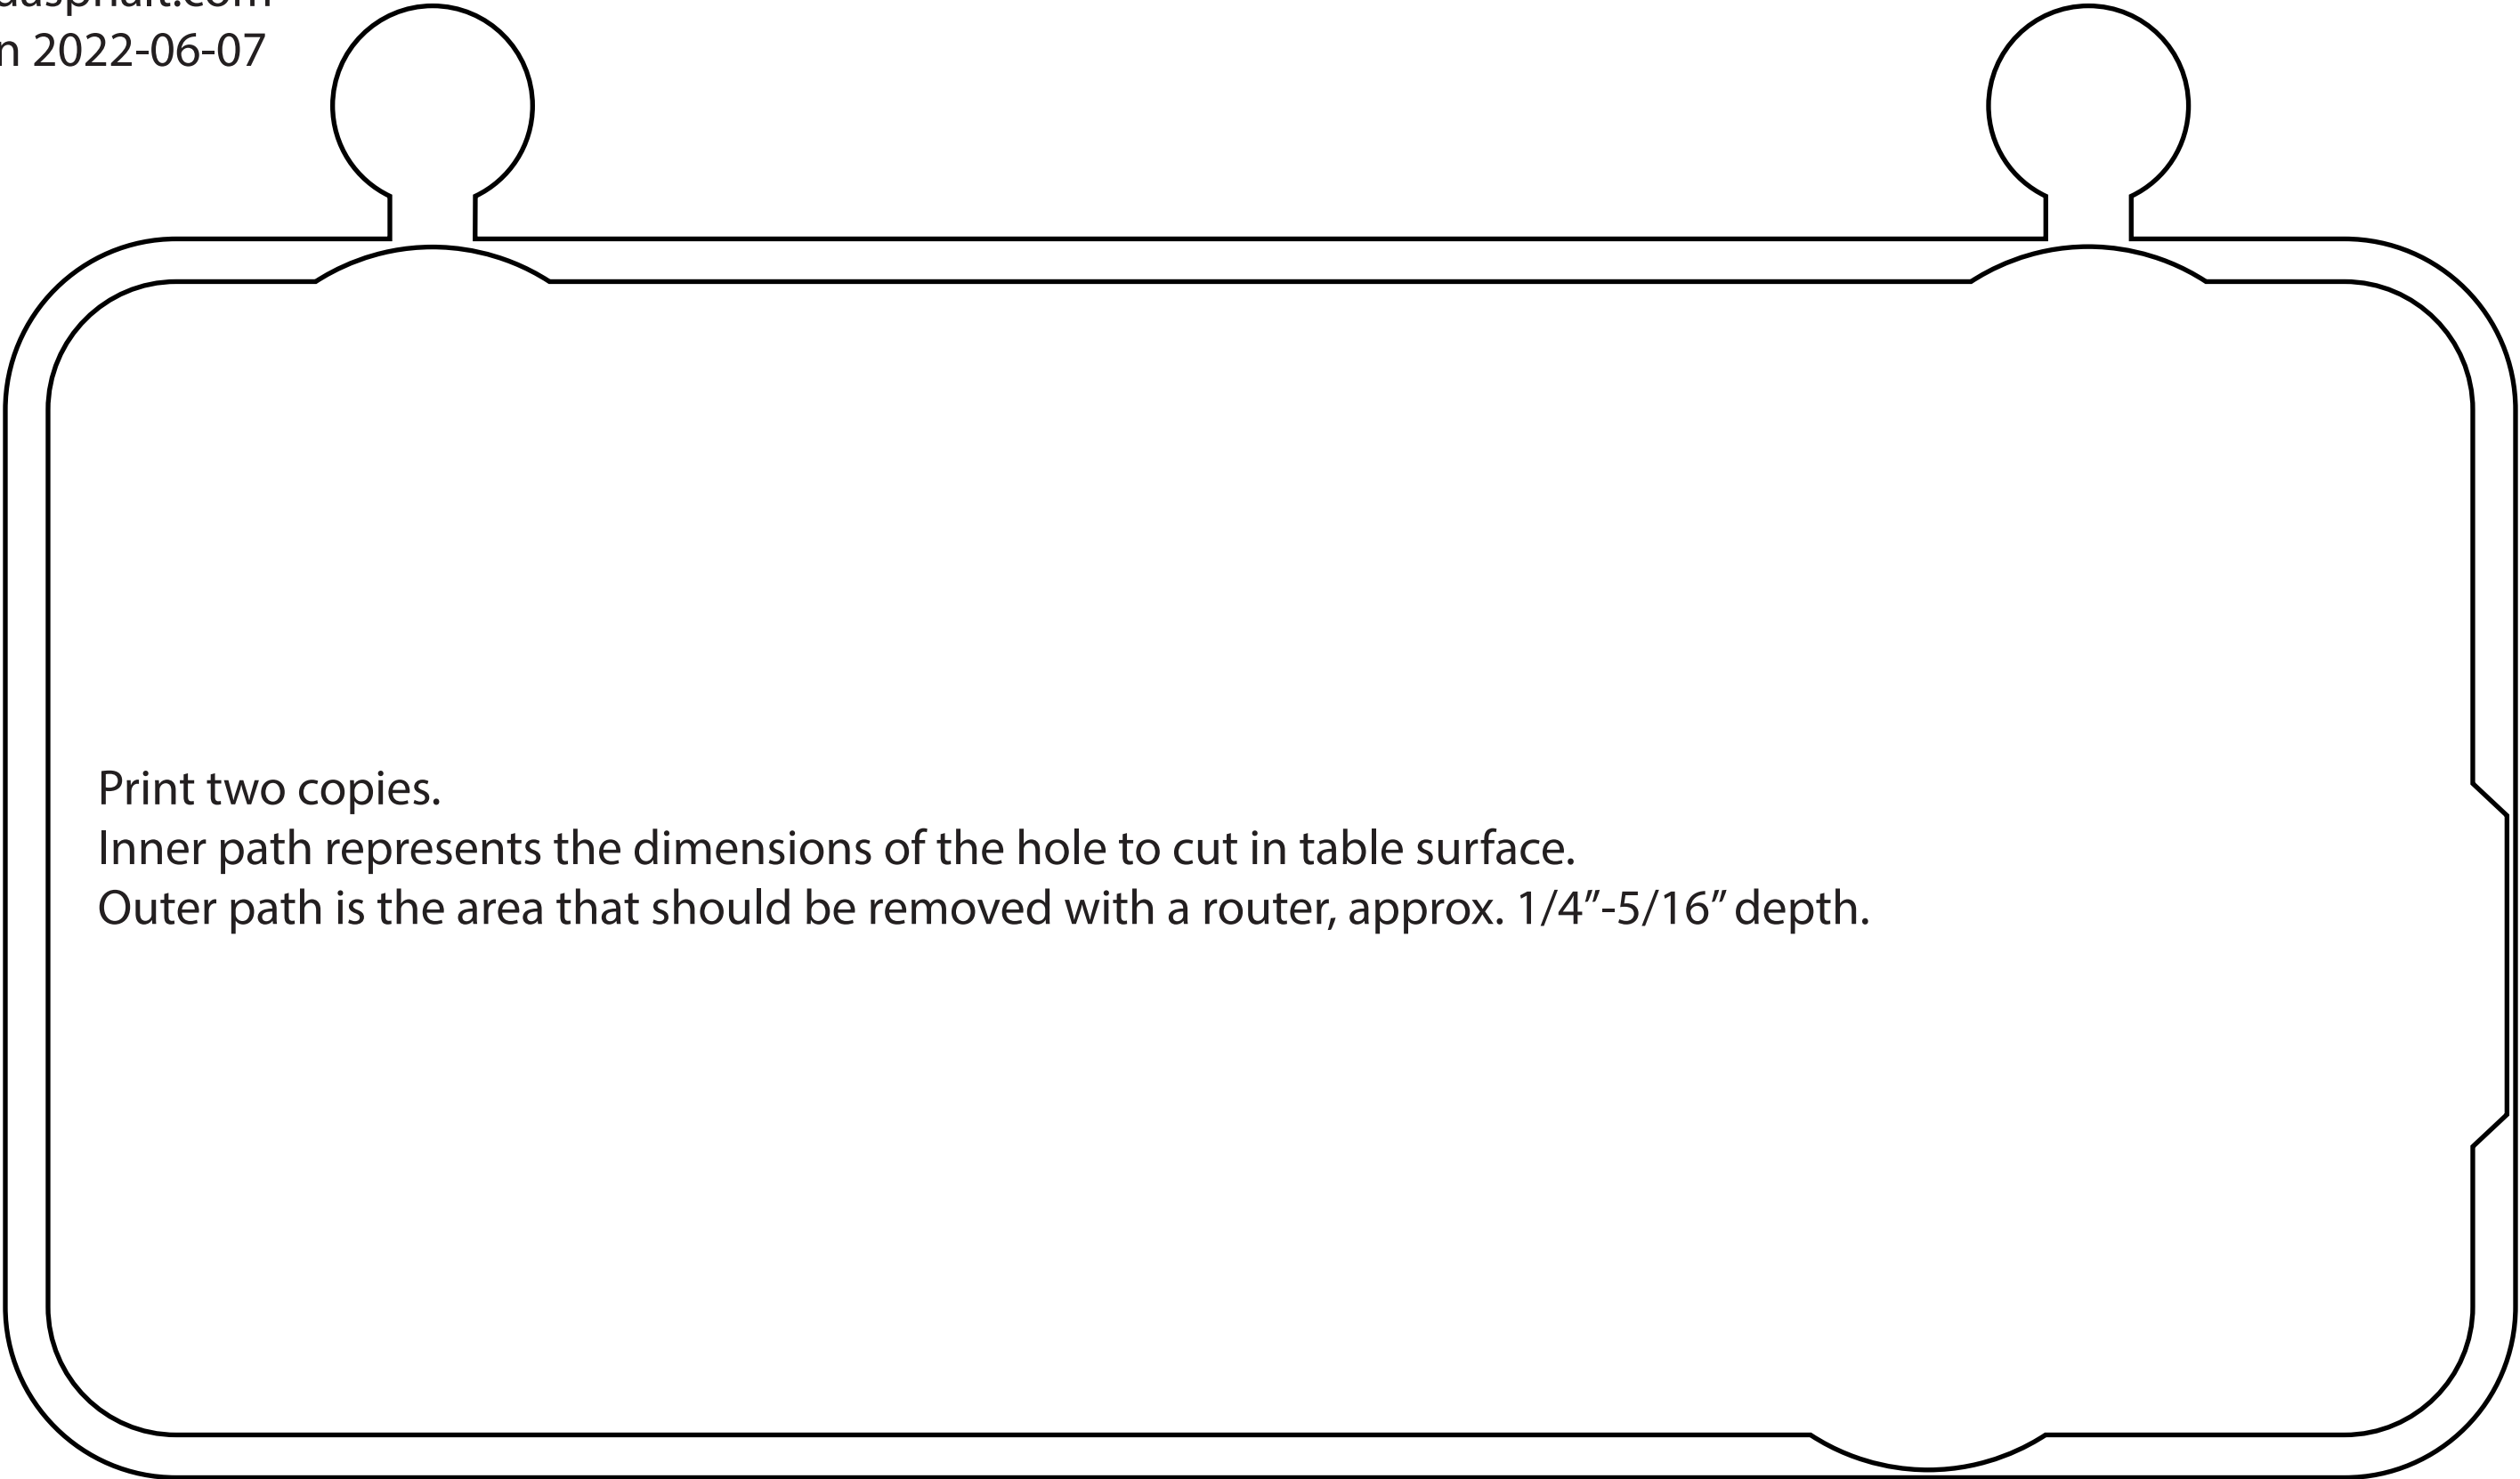 n 2022-06-07
Print two copies.
Inner path represents the dimensions of the hole to cut in table surface.
Outer path is the area that should be removed with a router, approx. 1/4”-5/16” depth.